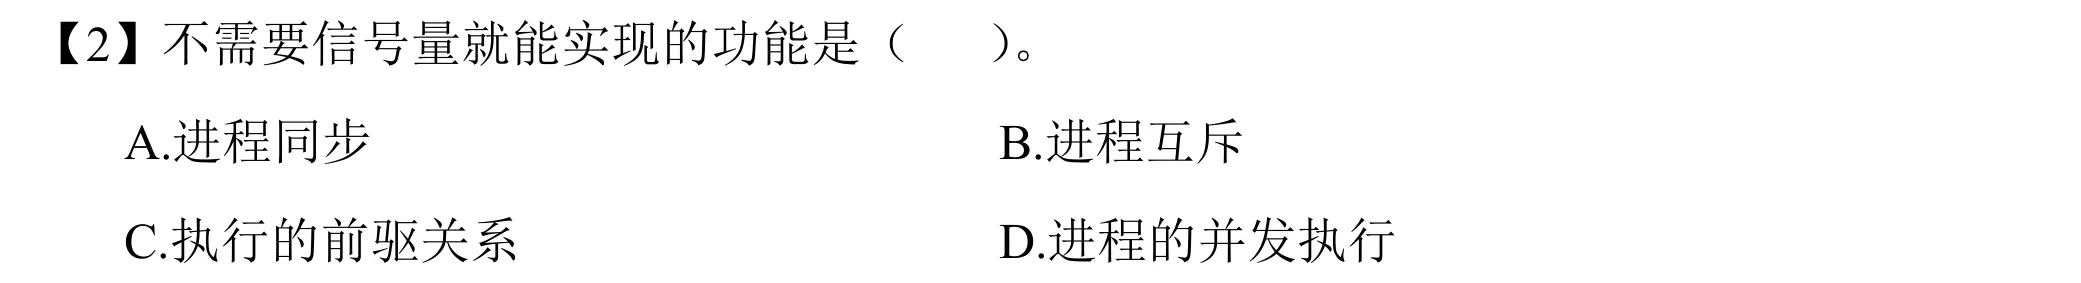 【2】不需要信号量就能实现的功能是（　　）。
A.进程同步　　B.进程互斥
C.执行的前驱关系　　D.进程的并发执行